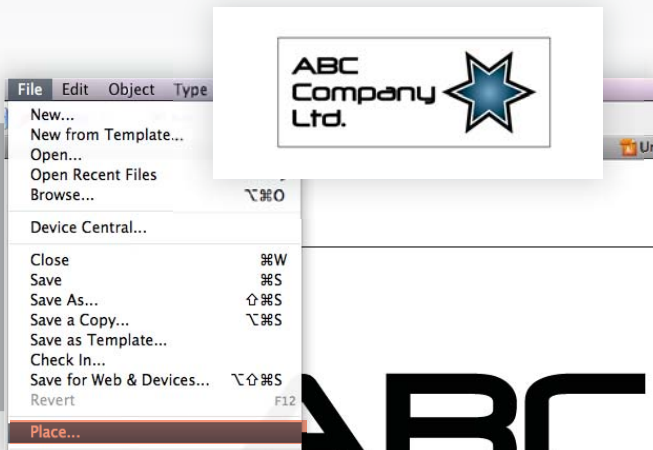 ABC
Company
Ltd.
File Edit Object Type
New...
New from Template...
Open...
Open Recent Files
Browse... ⌥⌘O
Device Central...
Close ⌘W
Save ⌘S
Save As... ⇧⌘S
Save a Copy... ⌥⌘S
Save as Template...
Check In...
Save for Web & Devices... ⌥⇧⌘S
Revert F12
Place...
ABC